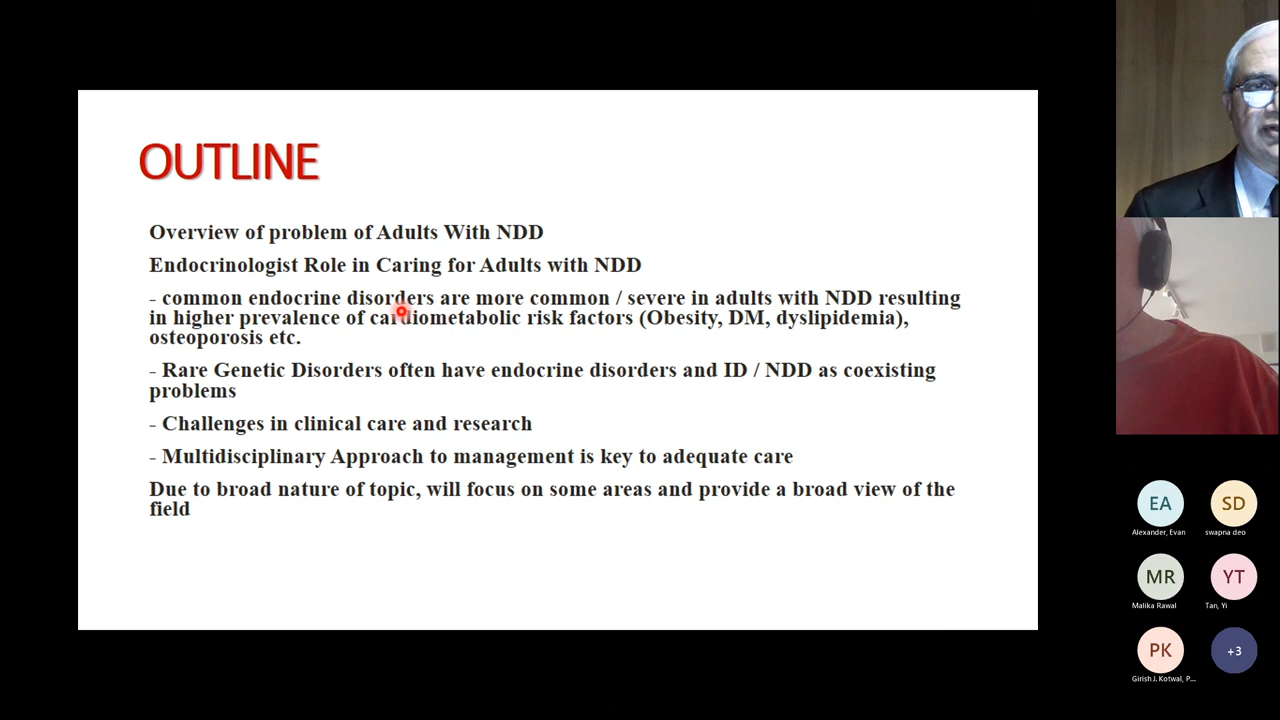 OUTLINE
Overview of problem of Adults With NDD
Endocrinologist Role in Caring for Adults with NDD
- common endocrine disorders are more common / severe in adults with NDD resulting
in higher prevalence of cardiometabolic risk factors (Obesity, DM, dyslipidemia),
osteoporosis etc.
- Rare Genetic Disorders often have endocrine disorders and ID / NDD as coexisting
problems
- Challenges in clinical care and research
- Multidisciplinary Approach to management is key to adequate care
Due to broad nature of topic, will focus on some areas and provide a broad view of the
field
EA
SD
Alexander, Evan
swapna deo
MR
YT
Malika Rawal
Tan, Yi
PK
+3
Girish J. Kotwal, P...